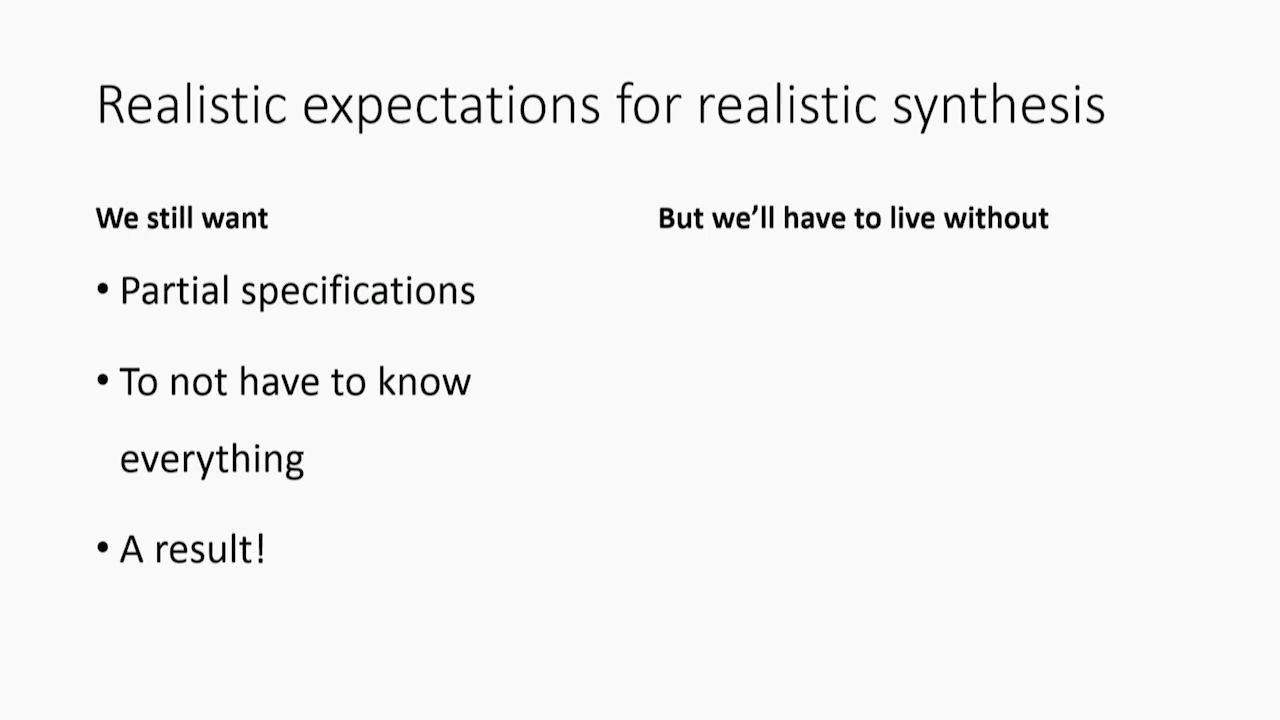 Realistic expectations for realistic synthesis
We still want
• Partial specifications
• To not have to know
everything
• A result!
But we’ll have to live without